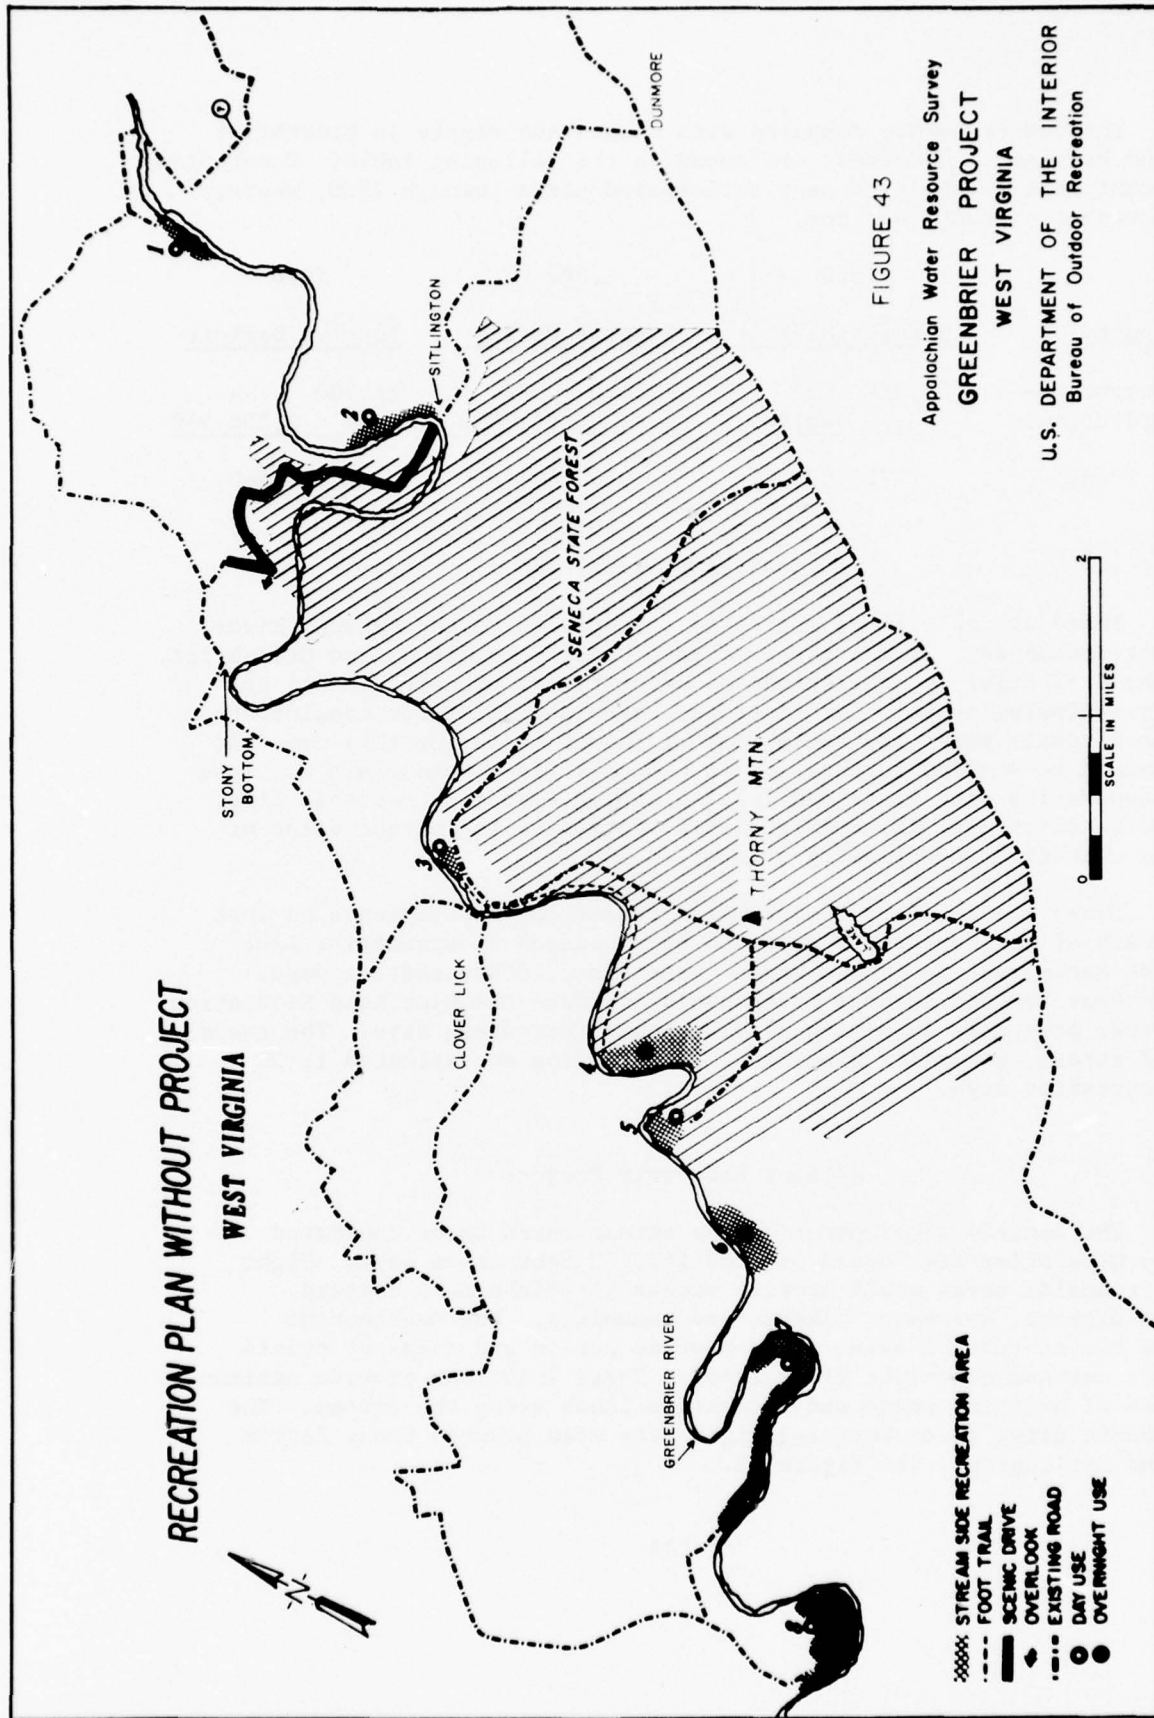 RECREATION PLAN WITHOUT PROJECT
WEST VIRGINIA
1
2
3
4
5
6
7
8
STONY
BOTTOM
SITLINGTON
DUNMORE
CLOVER LICK
SENECA STATE FOREST
THORNY MTN.
LAKE
GREENBRIER RIVER
N
STREAM SIDE RECREATION AREA
FOOT TRAIL
SCENIC DRIVE
OVERLOOK
EXISTING ROAD
DAY USE
OVERNIGHT USE
0
2
SCALE IN MILES
FIGURE 43
Appalachian Water Resource Survey
GREENBRIER PROJECT
WEST VIRGINIA
U.S. DEPARTMENT OF THE INTERIOR
Bureau of Outdoor Recreation